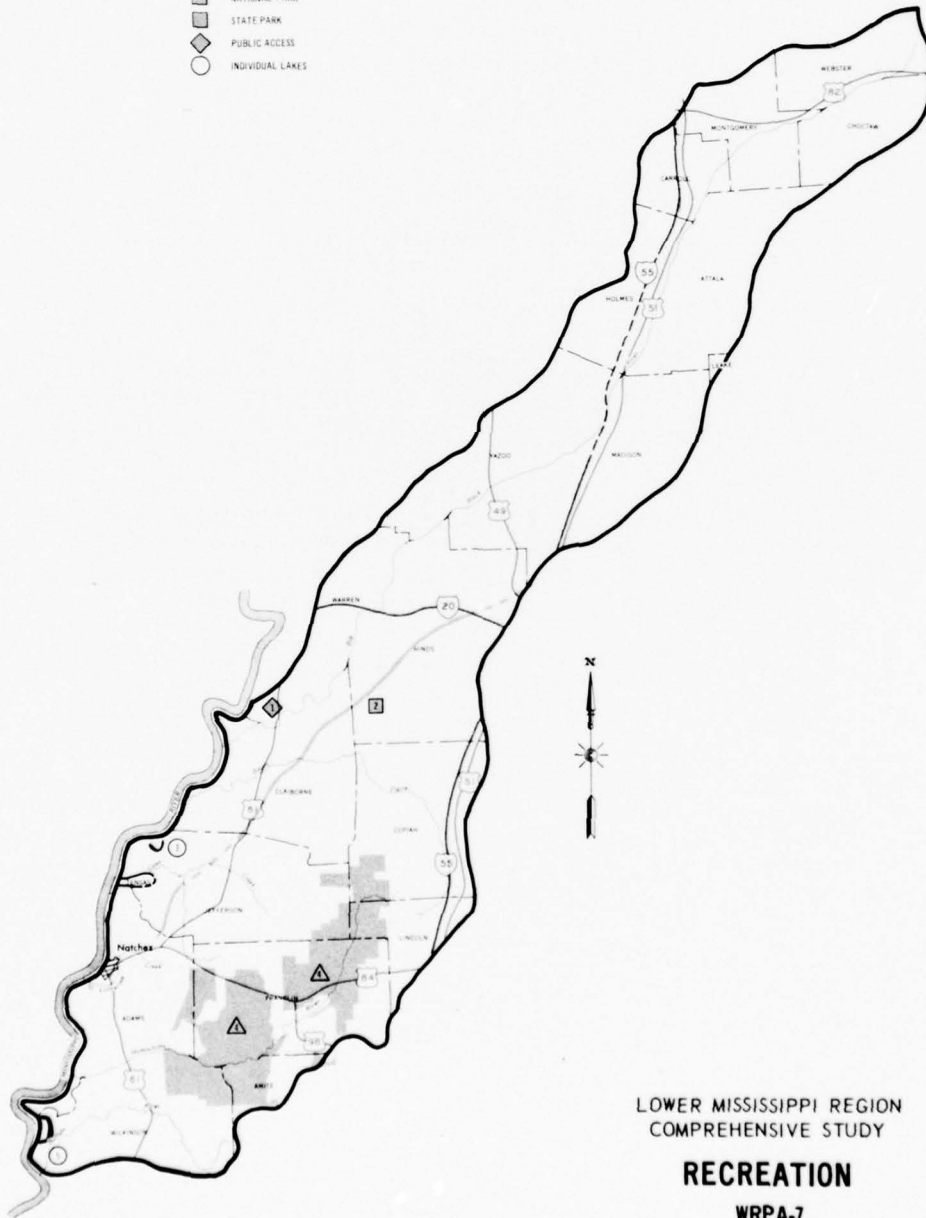 STATE PARK
PUBLIC ACCESS
INDIVIDUAL LAKES
WEBSTER
82
MONTGOMERY
CHOCTAW
CARROLL
55
ATTALA
HOLMES
51
LEAKE
YAZOO
MADISON
49
WARREN
20
HINDS
N
1
2
CLAIBORNE
51
61
COPIAH
1
55
JEFFERSON
LINCOLN
Natchez
84
FRANKLIN
ADAMS
98
61
AMITE
WILKINSON
1
LOWER MISSISSIPPI REGION
COMPREHENSIVE STUDY
RECREATION
WRPA-7